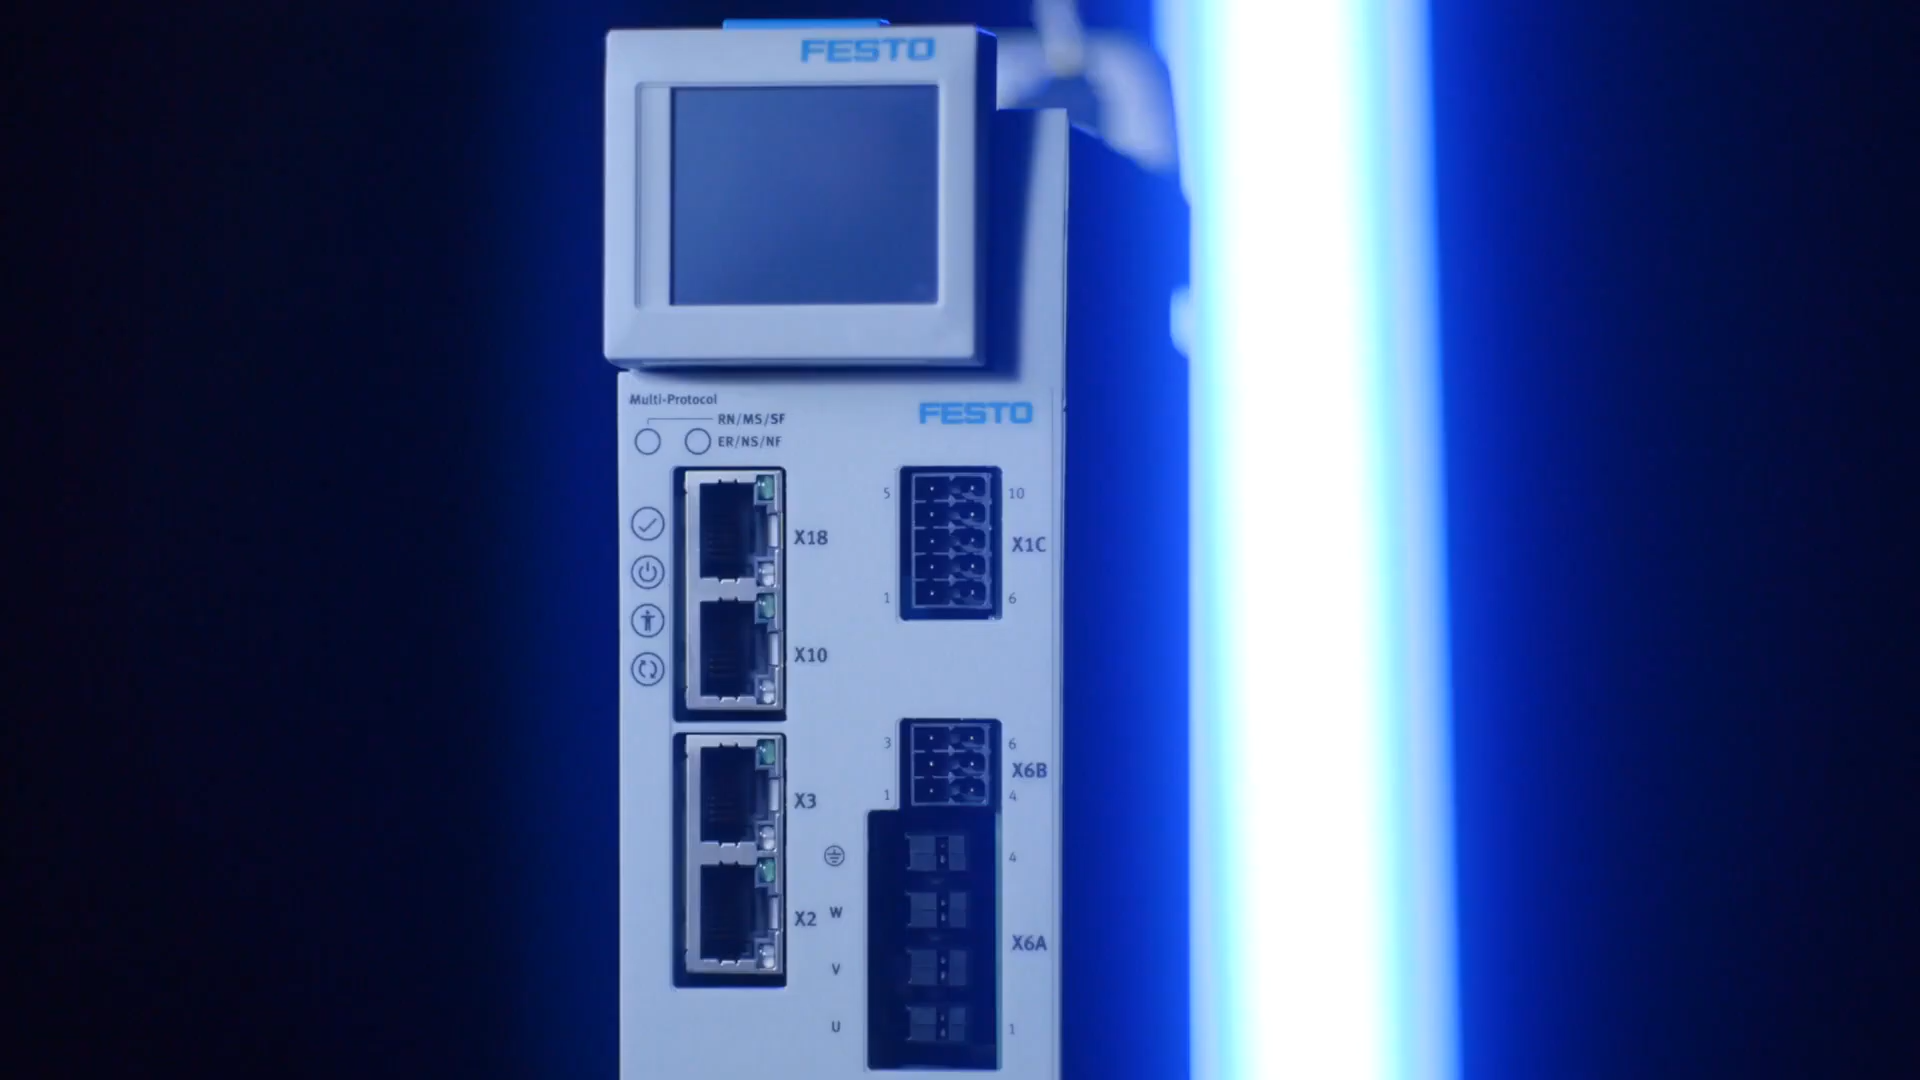 FESTO
Multi-Protocol
RN/MS/SF
ER/NS/NF
FESTO
5
10
X18
X1C
1
6
X10
3
6
X6B
1
4
X3
4
X2
W
X6A
V
U
1